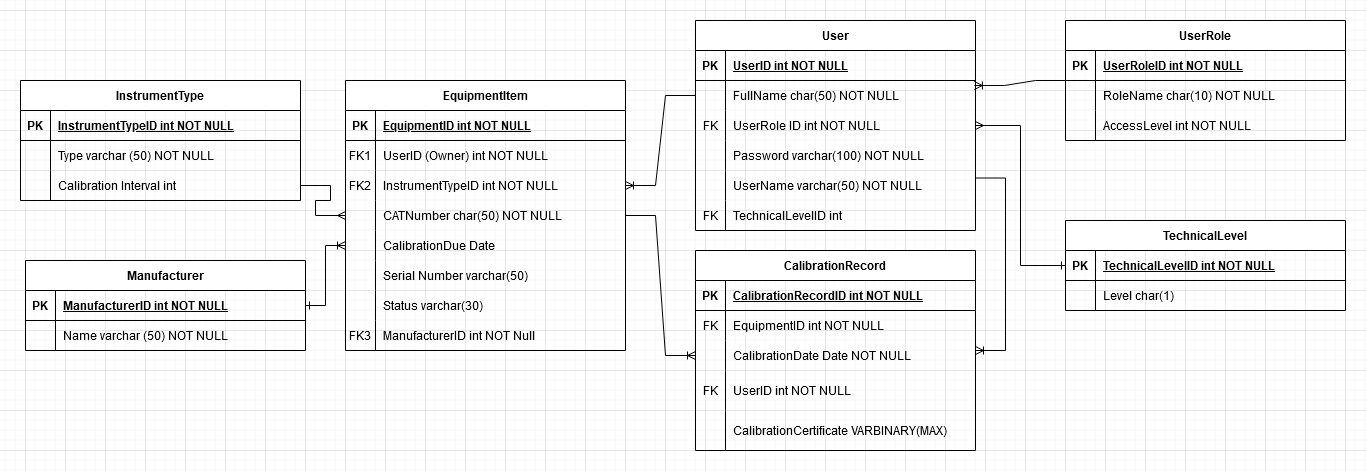 InstrumentType
PK InstrumentTypeID int NOT NULL
Type varchar (50) NOT NULL
Calibration Interval int
Manufacturer
PK ManufacturerID int NOT NULL
Name varchar (50) NOT NULL
EquipmentItem
PK EquipmentID int NOT NULL
FK1 UserID (Owner) int NOT NULL
FK2 InstrumentTypeID int NOT NULL
CATNumber char(50) NOT NULL
CalibrationDue Date
Serial Number varchar(50)
Status varchar(30)
FK3 ManufacturerID int NOT Null
User
PK UserID int NOT NULL
FullName char(50) NOT NULL
FK UserRole ID int NOT NULL
Password varchar(100) NOT NULL
UserName varchar(50) NOT NULL
FK TechnicalLevelID int
CalibrationRecord
PK CalibrationRecordID int NOT NULL
FK EquipmentID int NOT NULL
CalibrationDate Date NOT NULL
FK UserID int NOT NULL
CalibrationCertificate VARBINARY(MAX)
UserRole
PK UserRoleID int NOT NULL
RoleName char(10) NOT NULL
AccessLevel int NOT NULL
TechnicalLevel
PK TechnicalLevelID int NOT NULL
Level char(1)